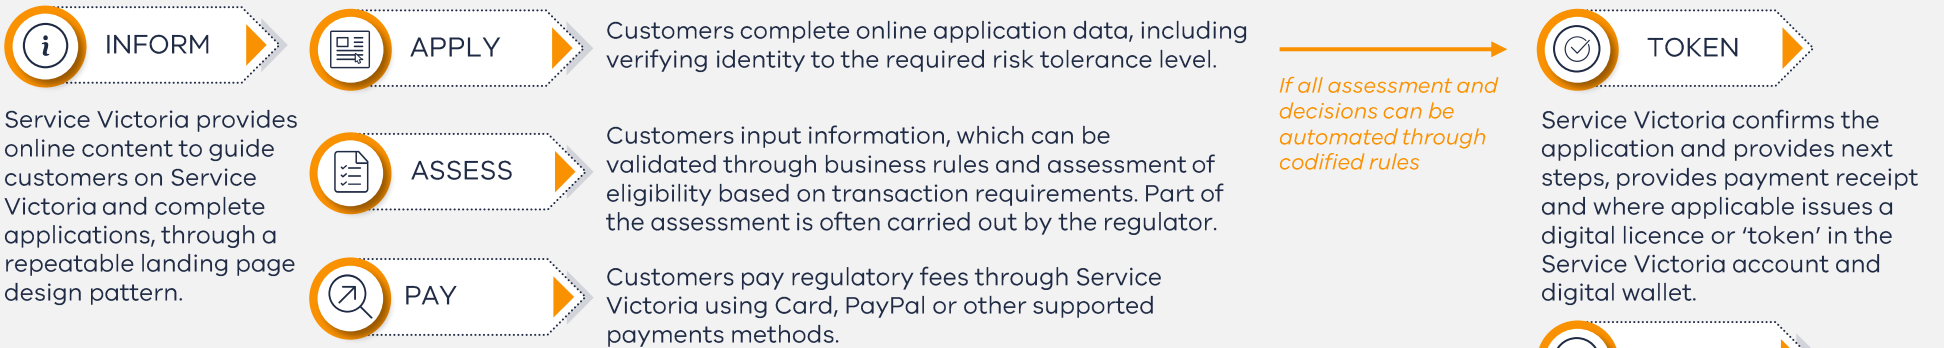 INFORM
Service Victoria provides
online content to guide
customers on Service
Victoria and complete
applications, through a
repeatable landing page
design pattern.
APPLY
Customers complete online application data, including
verifying identity to the required risk tolerance level.
ASSESS
Customers input information, which can be
validated through business rules and assessment of
eligibility based on transaction requirements. Part of
the assessment is often carried out by the regulator.
PAY
Customers pay regulatory fees through Service
Victoria using Card, PayPal or other supported
payments methods.
If all assessment and
decisions can be
automated through
codified rules
TOKEN
Service Victoria confirms the
application and provides next
steps, provides payment receipt
and where applicable issues a
digital licence or ‘token’ in the
Service Victoria account and
digital wallet.